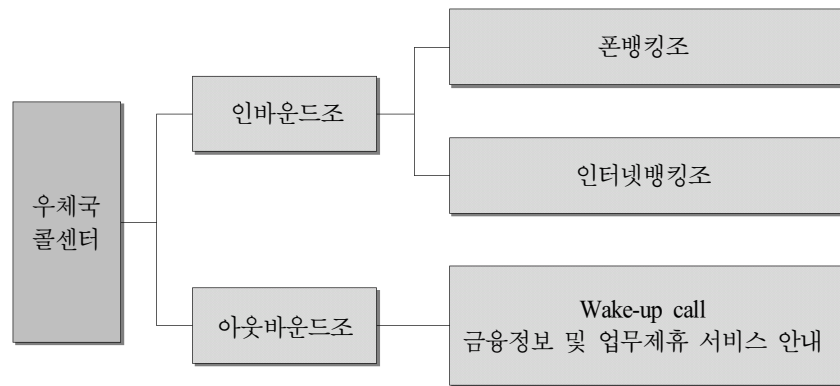 폰뱅킹조
인바운드조
인터넷뱅킹조
우체국
콜센터
아웃바운드조
Wake-up call
금융정보 및 업무제휴 서비스 안내